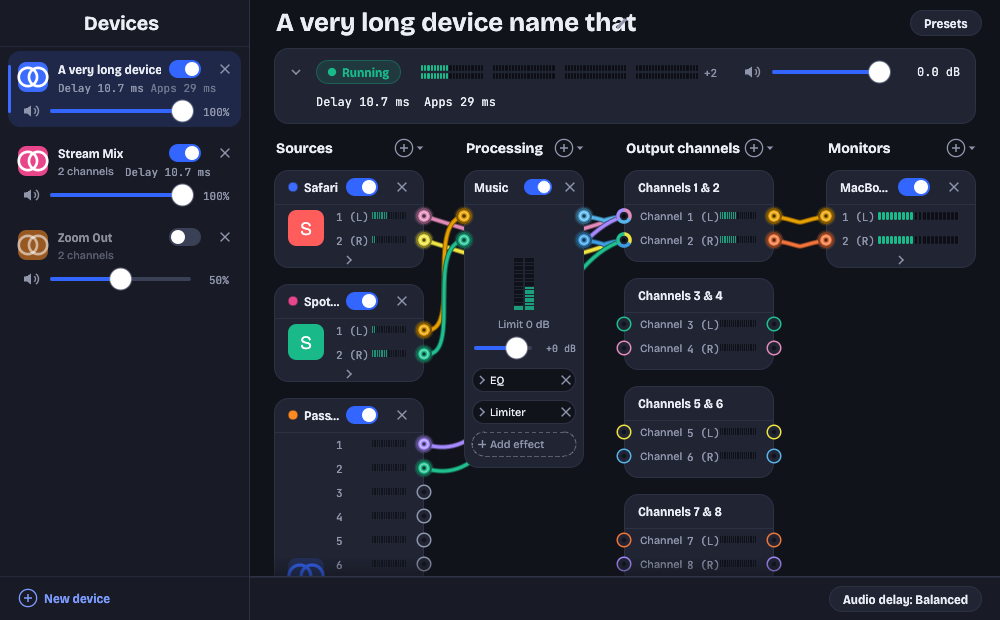 Devices
A very long device
Delay 10.7 ms Apps 29 ms
100%
Stream Mix
2 channels Delay 10.7 ms
100%
Zoom Out
2 channels
50%
New device
A very long device name that
Presets
Running
+2
0.0 dB
Delay 10.7 ms Apps 29 ms
Sources
Safari
S
1 (L)
2 (R)
Spot...
S
1 (L)
2 (R)
Pass...
1
2
3
4
5
6
Processing
Music
Limit 0 dB
+0 dB
EQ
Limiter
+ Add effect
Output channels
Channels 1 & 2
Channel 1 (L)
Channel 2 (R)
Channels 3 & 4
Channel 3 (L)
Channel 4 (R)
Channels 5 & 6
Channel 5 (L)
Channel 6 (R)
Channels 7 & 8
Channel 7 (L)
Channel 8 (R)
Monitors
MacBo...
1 (L)
2 (R)
Audio delay: Balanced